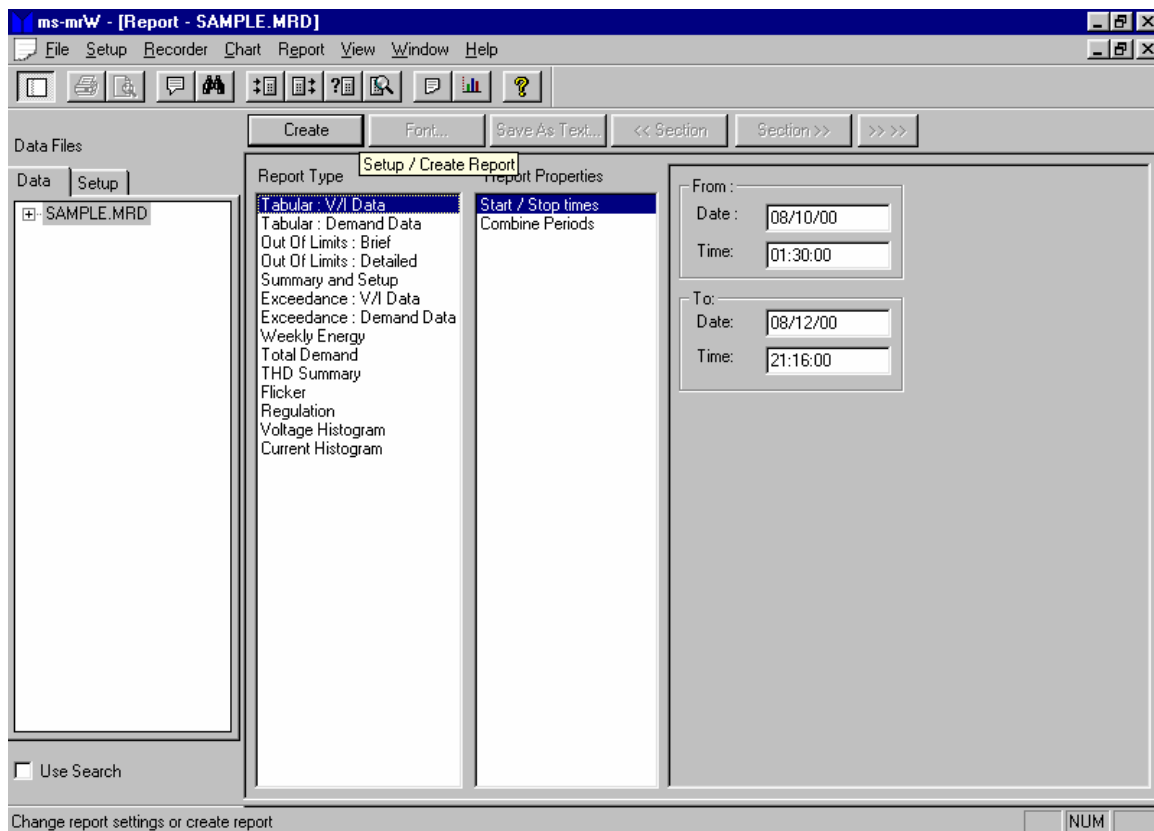 ms-mrW - [Report - SAMPLE.MRD]
File Setup Recorder Chart Report View Window Help
Data Files
Data Setup
SAMPLE.MRD
Use Search
Create Font... Save As Text... << Section Section >> >> >>
Setup / Create Report
Report Type
Tabular : V/I Data
Tabular : Demand Data
Out Of Limits : Brief
Out Of Limits : Detailed
Summary and Setup
Exceedance : V/I Data
Exceedance : Demand Data
Weekly Energy
Total Demand
THD Summary
Flicker
Regulation
Voltage Histogram
Current Histogram
Report Properties
Start / Stop times
Combine Periods
From :
Date : 08/10/00
Time: 01:30:00
To:
Date: 08/12/00
Time: 21:16:00
Change report settings or create report
NUM